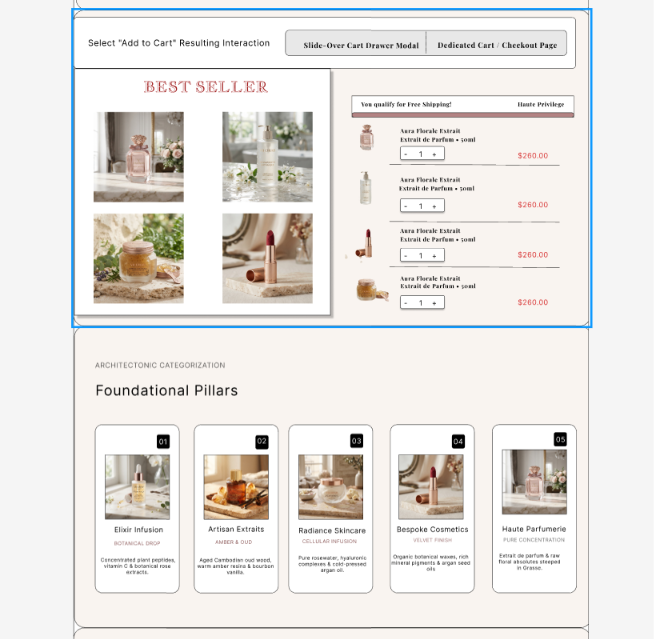 Select "Add to Cart" Resulting Interaction
Slide-Over Cart Drawer Modal
Dedicated Cart / Checkout Page
BEST SELLER
You qualify for Free Shipping!
Haute Privilege
Aura Florale Extrait
Extrait de Parfum • 50ml
- 1 +
$260.00
Aura Florale Extrait
Extrait de Parfum • 50ml
- 1 +
$260.00
Aura Florale Extrait
Extrait de Parfum • 50ml
- 1 +
$260.00
Aura Florale Extrait
Extrait de Parfum • 50ml
- 1 +
$260.00
ARCHITECTONIC CATEGORIZATION
Foundational Pillars
01
Elixir Infusion
BOTANICAL DROP
Concentrated plant peptides,
vitamin C & botanical rose
extracts.
02
Artisan Extraits
AMBER & OUD
Aged Cambodian oud wood,
warm amber resins & bourbon
vanilla.
03
Radiance Skincare
CELLULAR INFUSION
Pure rosewater, hyaluronic
complexes & cold-pressed
argan oil.
04
Bespoke Cosmetics
VELVET FINISH
Organic botanical waxes, rich
mineral pigments & argan seed
oils
05
Haute Parfumerie
PURE CONCENTRATION
Extrait de parfum & raw
floral absolutes steeped
in Grasse.